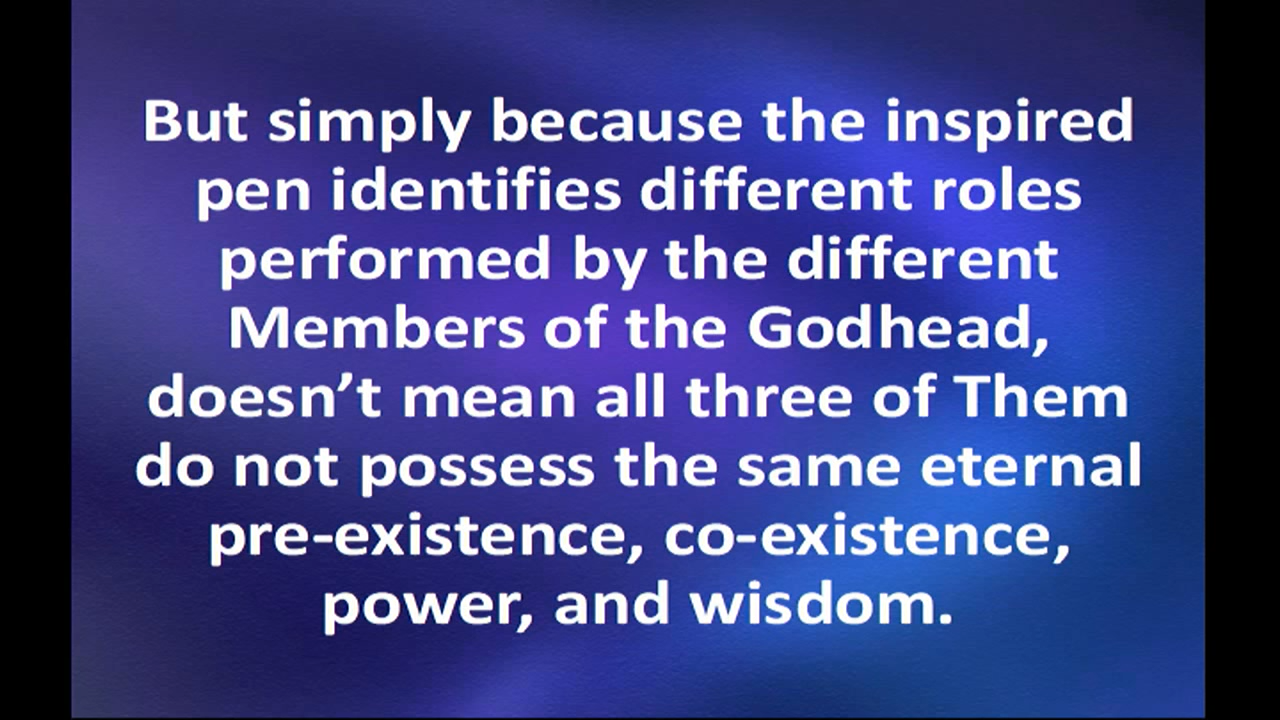 But simply because the inspired
pen identifies different roles
performed by the different
Members of the Godhead,
doesn’t mean all three of Them
do not possess the same eternal
pre-existence, co-existence,
power, and wisdom.